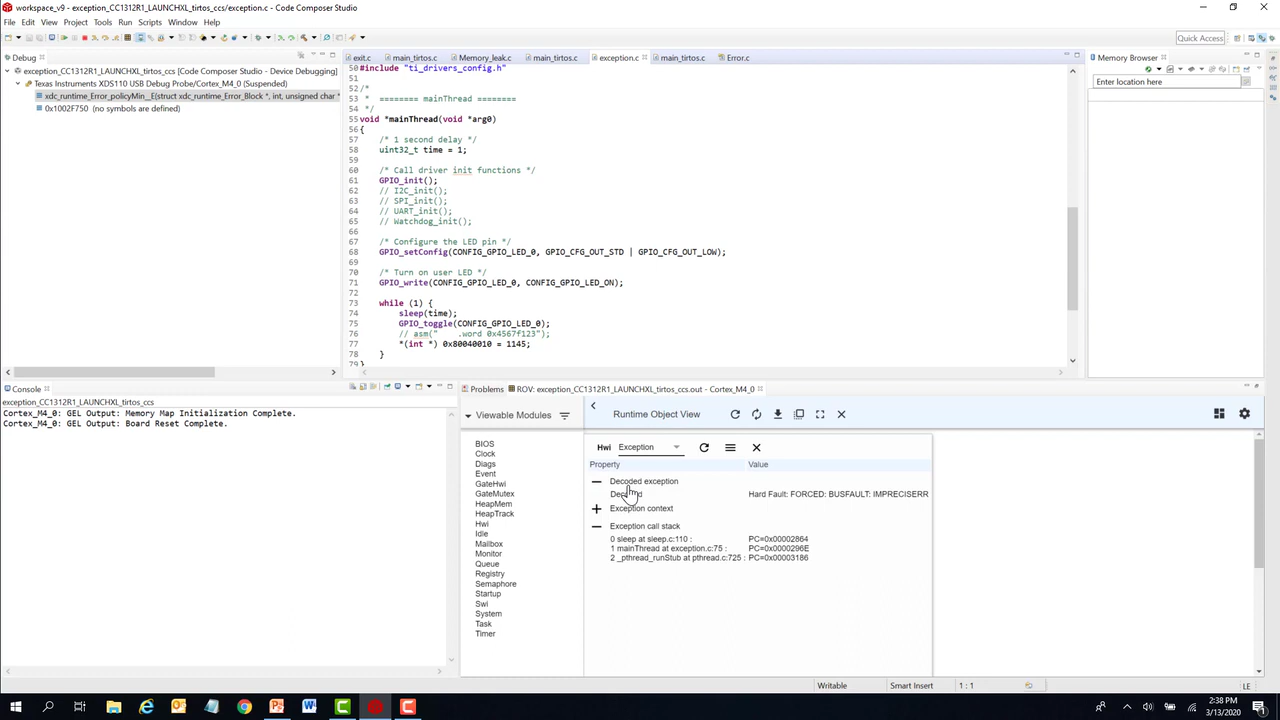 workspace_v9 - exception_CC1312R1_LAUNCHXL_tirtos_ccs/exception.c - Code Composer Studio
File Edit View Project Tools Run Scripts Window Help
Quick Access
Debug
exception_CC1312R1_LAUNCHXL_tirtos_ccs [Code Composer Studio - Device Debugging]
Texas Instruments XDS110 USB Debug Probe/Cortex_M4_0 (Suspended)
xdc_runtime_Error_policyMin__E(struct xdc_runtime_Error_Block *, int, unsigned char *
0x1002F750 (no symbols are defined)
exit.c main_tirtos.c Memory_leak.c main_tirtos.c exception.c main_tirtos.c Error.c
50 #include "ti_drivers_config.h"
51
52 /*
53 * ======== mainThread ========
54 */
55 void *mainThread(void *arg0)
56 {
57 /* 1 second delay */
58 uint32_t time = 1;
59
60 /* Call driver init functions */
61 GPIO_init();
62 // I2C_init();
63 // SPI_init();
64 // UART_init();
65 // Watchdog_init();
66
67 /* Configure the LED pin */
68 GPIO_setConfig(CONFIG_GPIO_LED_0, GPIO_CFG_OUT_STD | GPIO_CFG_OUT_LOW);
69
70 /* Turn on user LED */
71 GPIO_write(CONFIG_GPIO_LED_0, CONFIG_GPIO_LED_ON);
72
73 while (1) {
74 sleep(time);
75 GPIO_toggle(CONFIG_GPIO_LED_0);
76 // asm(" .word 0x4567f123");
77 *(int *) 0x80040010 = 1145;
78 }
79 }
Memory Browser
Enter location here
Console
exception_CC1312R1_LAUNCHXL_tirtos_ccs
Cortex_M4_0: GEL Output: Memory Map Initialization Complete.
Cortex_M4_0: GEL Output: Board Reset Complete.
Problems ROV: exception_CC1312R1_LAUNCHXL_tirtos_ccs.out - Cortex_M4_0
Viewable Modules
BIOS
Clock
Diags
Event
GateHwi
GateMutex
HeapMem
HeapTrack
Hwi
Idle
Mailbox
Monitor
Queue
Registry
Semaphore
Startup
Swi
System
Task
Timer
Runtime Object View
Hwi Exception
Property Value
Decoded exception
Hard Fault: FORCED: BUSFAULT: IMPRECISERR
Exception context
Exception call stack
0 sleep at sleep.c:110 : PC=0x00002864
1 mainThread at exception.c:75 : PC=0x0000296E
2 _pthread_runStub at pthread.c:725 : PC=0x00003186
Writable Smart Insert 1 : 1 LE
2:38 PM
3/13/2020